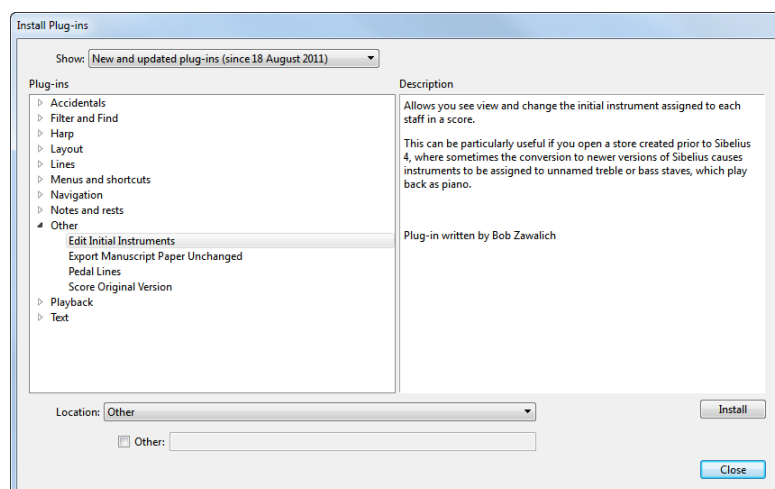 Install Plug-ins
Show: New and updated plug-ins (since 18 August 2011)
Plug-ins
Accidentals
Filter and Find
Harp
Layout
Lines
Menus and shortcuts
Navigation
Notes and rests
Other
Edit Initial Instruments
Export Manuscript Paper Unchanged
Pedal Lines
Score Original Version
Playback
Text
Description
Allows you see view and change the initial instrument assigned to each
staff in a score.
This can be particularly useful if you open a store created prior to Sibelius
4, where sometimes the conversion to newer versions of Sibelius causes
instruments to be assigned to unnamed treble or bass staves, which play
back as piano.
Plug-in written by Bob Zawalich
Location: Other
Install
Other:
Close